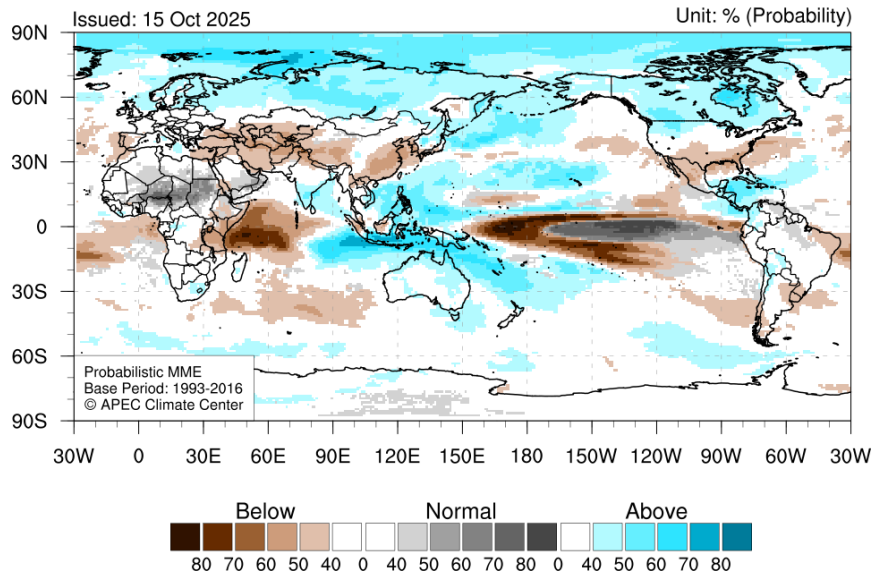 Issued: 15 Oct 2025
Unit: % (Probability)
90N
60N
30N
0
30S
60S
90S
Probabilistic MME
Base Period: 1993-2016
© APEC Climate Center
30W 0 30E 60E 90E 120E 150E 180 150W 120W 90W 60W 30W
Below Normal Above
80 70 60 50 40 0 40 50 60 70 80 0 40 50 60 70 80